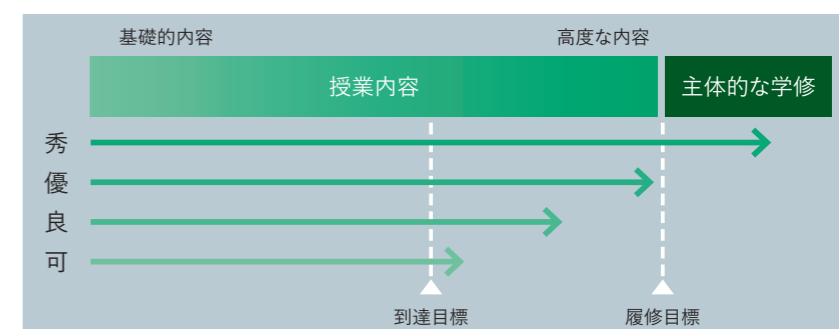 基礎的内容
高度な内容
授業内容
主体的な学修
秀
優
良
可
到達目標
履修目標